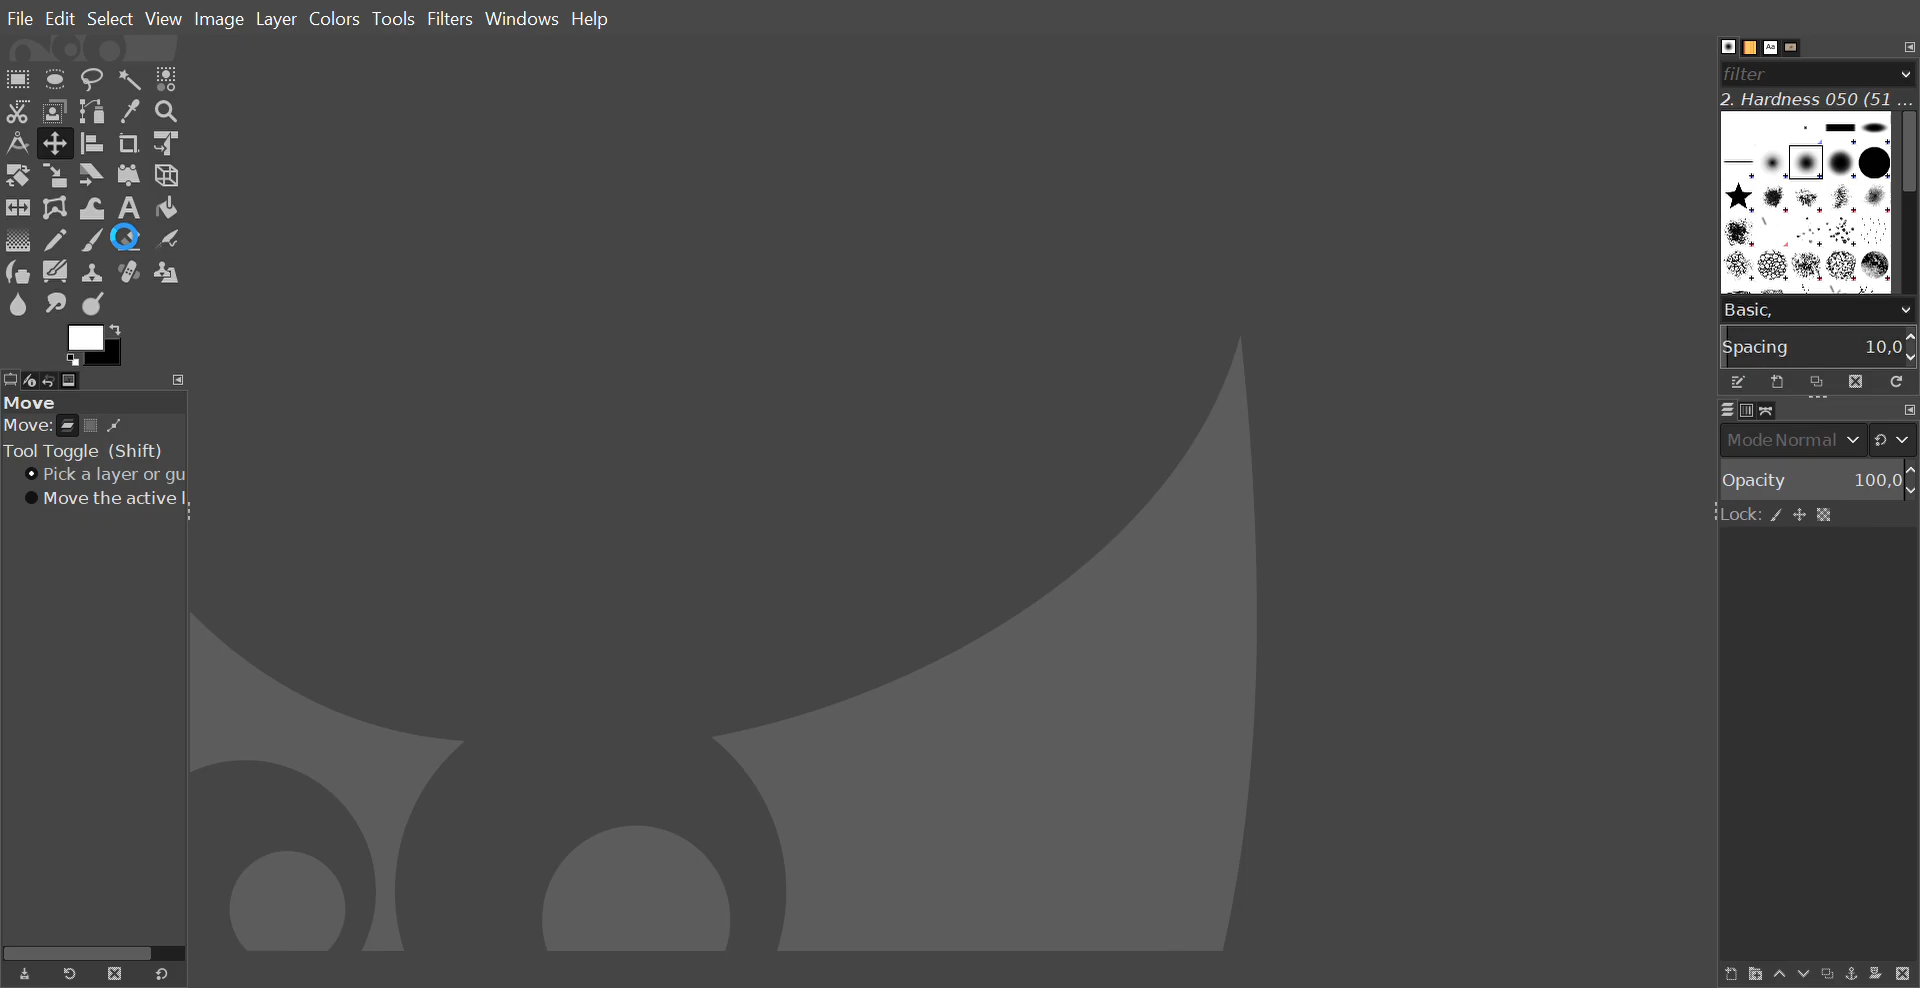 File Edit Select View Image Layer Colors Tools Filters Windows Help
Move
Move:
Tool Toggle (Shift)
Pick a layer or gu
Move the active l
Aa
filter
2. Hardness 050 (51 ...
Basic,
Spacing 10,0
Mode Normal
Opacity 100,0
Lock: